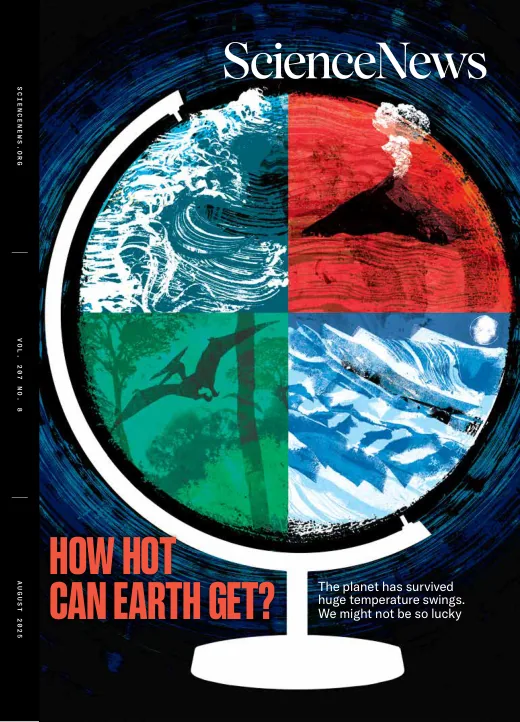 ScienceNews
SCIENCENEWS.ORG
VOL. 207 NO. 8
AUGUST 2025
HOW HOT
CAN EARTH GET?
The planet has survived
huge temperature swings.
We might not be so lucky